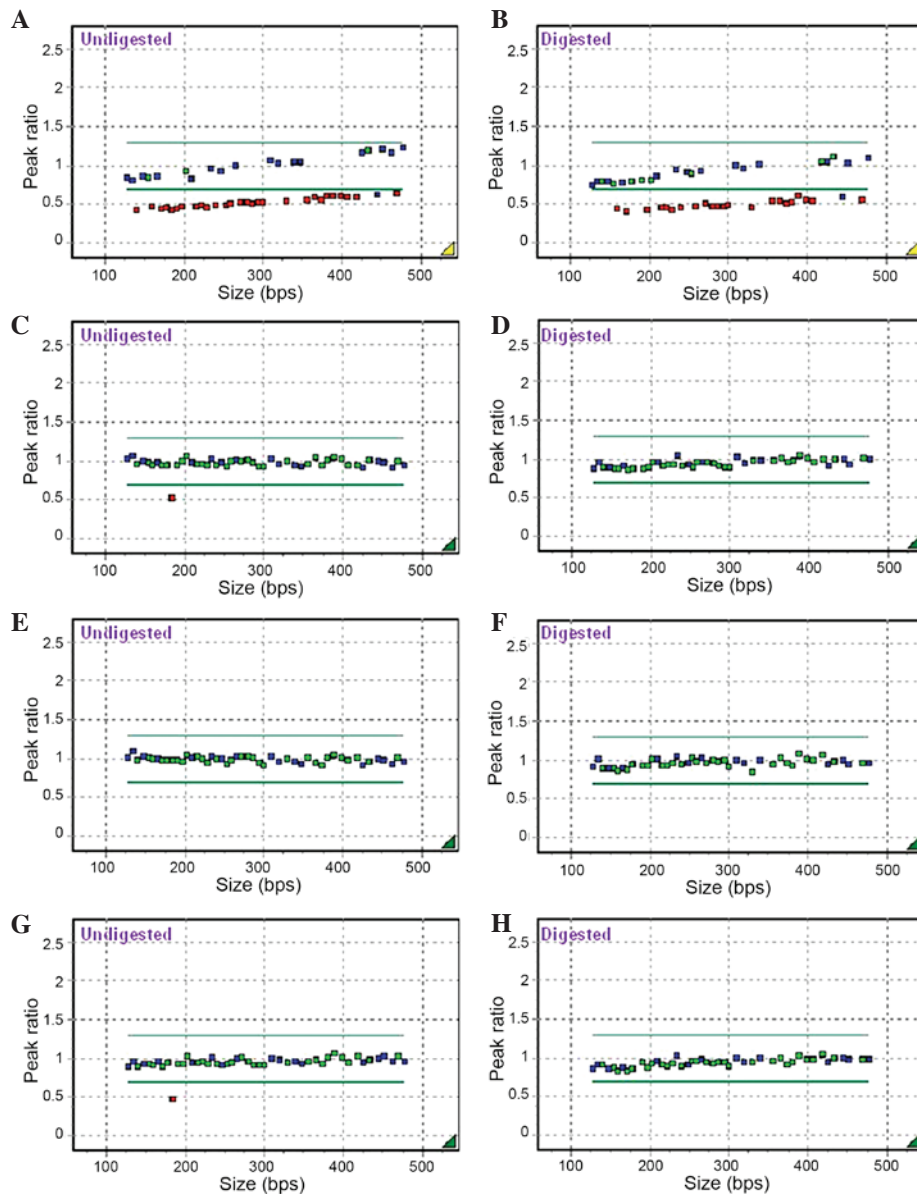 A B
Undigested Digested
2.5 2.5
2 2
1.5 1.5
1 1
0.5 0.5
0 0
Peak ratio Peak ratio
100 200 300 400 500 100 200 300 400 500
Size (bps) Size (bps)
C D
Undigested Digested
2.5 2.5
2 2
1.5 1.5
1 1
0.5 0.5
0 0
Peak ratio Peak ratio
100 200 300 400 500 100 200 300 400 500
Size (bps) Size (bps)
E F
Undigested Digested
2.5 2.5
2 2
1.5 1.5
1 1
0.5 0.5
0 0
Peak ratio Peak ratio
100 200 300 400 500 100 200 300 400 500
Size (bps) Size (bps)
G H
Undigested Digested
2.5 2.5
2 2
1.5 1.5
1 1
0.5 0.5
0 0
Peak ratio Peak ratio
100 200 300 400 500 100 200 300 400 500
Size (bps) Size (bps)